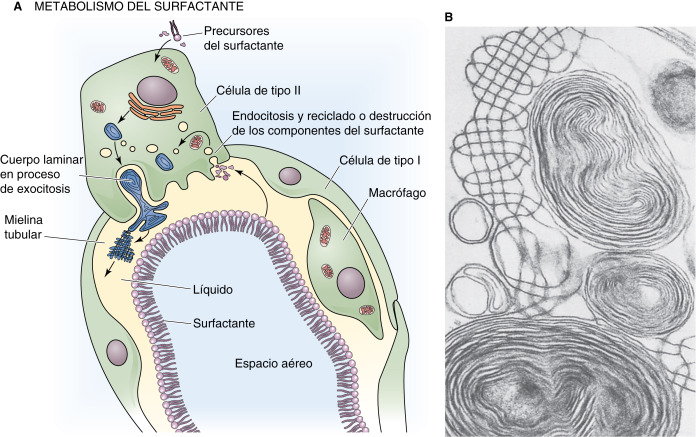 A METABOLISMO DEL SURFACTANTE
B
Precursores
del surfactante
Célula de tipo II
Endocitosis y reciclado o destrucción
de los componentes del surfactante
Célula de tipo I
Cuerpo laminar
en proceso
de exocitosis
Macrófago
Mielina
tubular
Líquido
Surfactante
Espacio aéreo